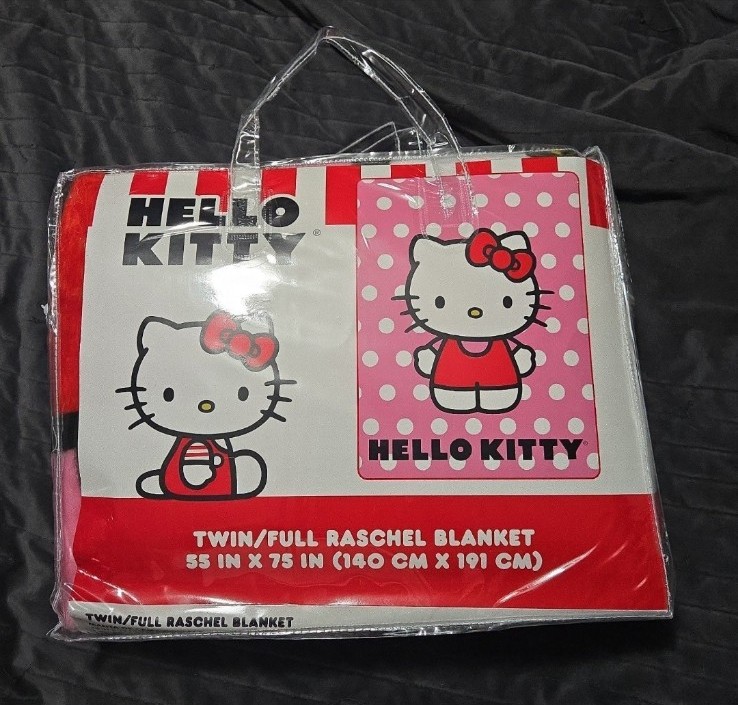 HELLO
KITTY®
HELLO KITTY®
TWIN/FULL RASCHEL BLANKET
55 IN X 75 IN (140 CM X 191 CM)
TWIN/FULL RASCHEL BLANKET